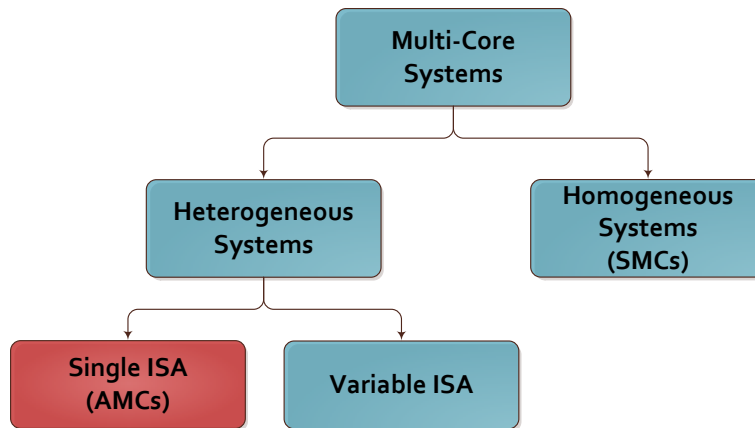 Multi-Core
Systems
Heterogeneous
Systems
Homogeneous
Systems
(SMCs)
Single ISA
(AMCs)
Variable ISA